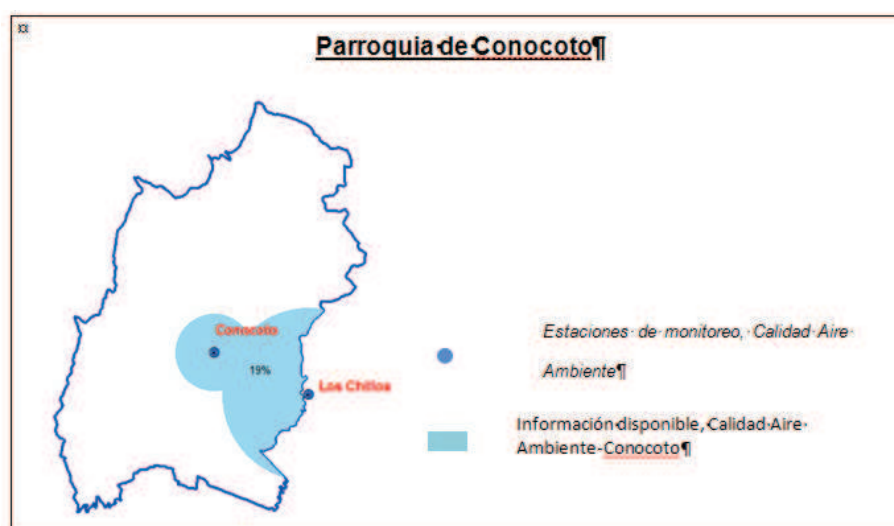 Parroquia·de·Conocoto¶
Conocoto
19%
Los Chillos
Estaciones· de monitoreo,· Calidad·Aire·
Ambiente¶
Información·disponible,·Calidad·Aire·
Ambiente-Conocoto¶